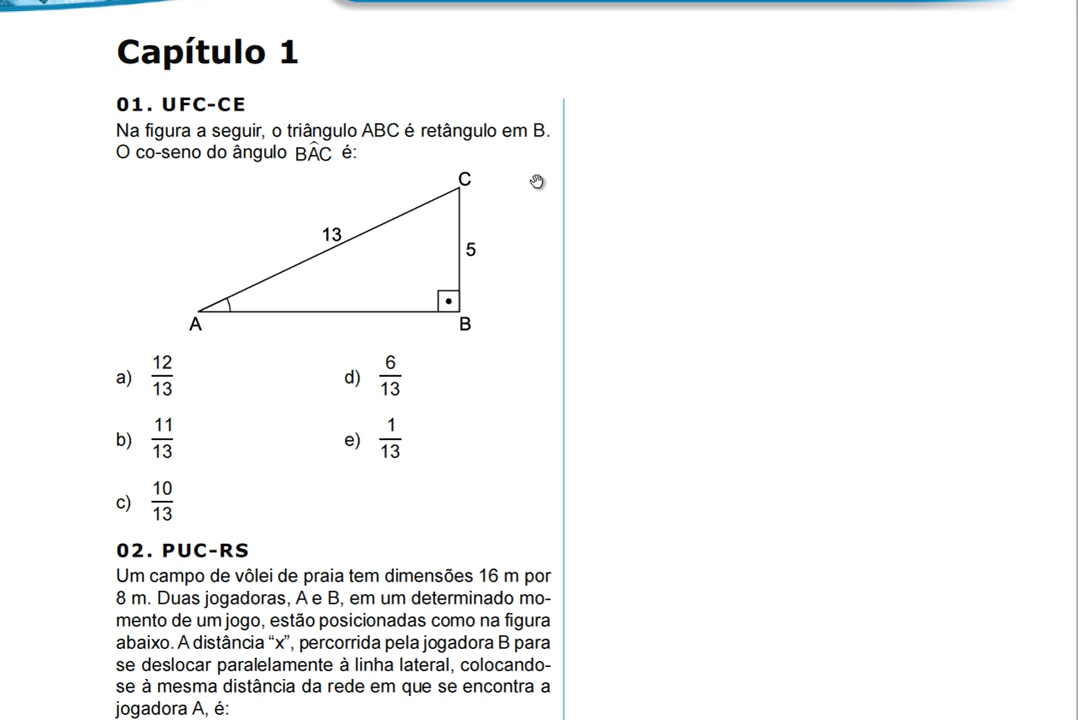 Capítulo 1
01. UFC-CE
Na figura a seguir, o triângulo ABC é retângulo em B.
O co-seno do ângulo BÂC é:
C
13
5
A
B
a) 12/13
d) 6/13
b) 11/13
e) 1/13
c) 10/13
02. PUC-RS
Um campo de vôlei de praia tem dimensões 16 m por
8 m. Duas jogadoras, A e B, em um determinado mo-
mento de um jogo, estão posicionadas como na figura
abaixo. A distância “x”, percorrida pela jogadora B para
se deslocar paralelamente à linha lateral, colocando-
se à mesma distância da rede em que se encontra a
jogadora A, é: